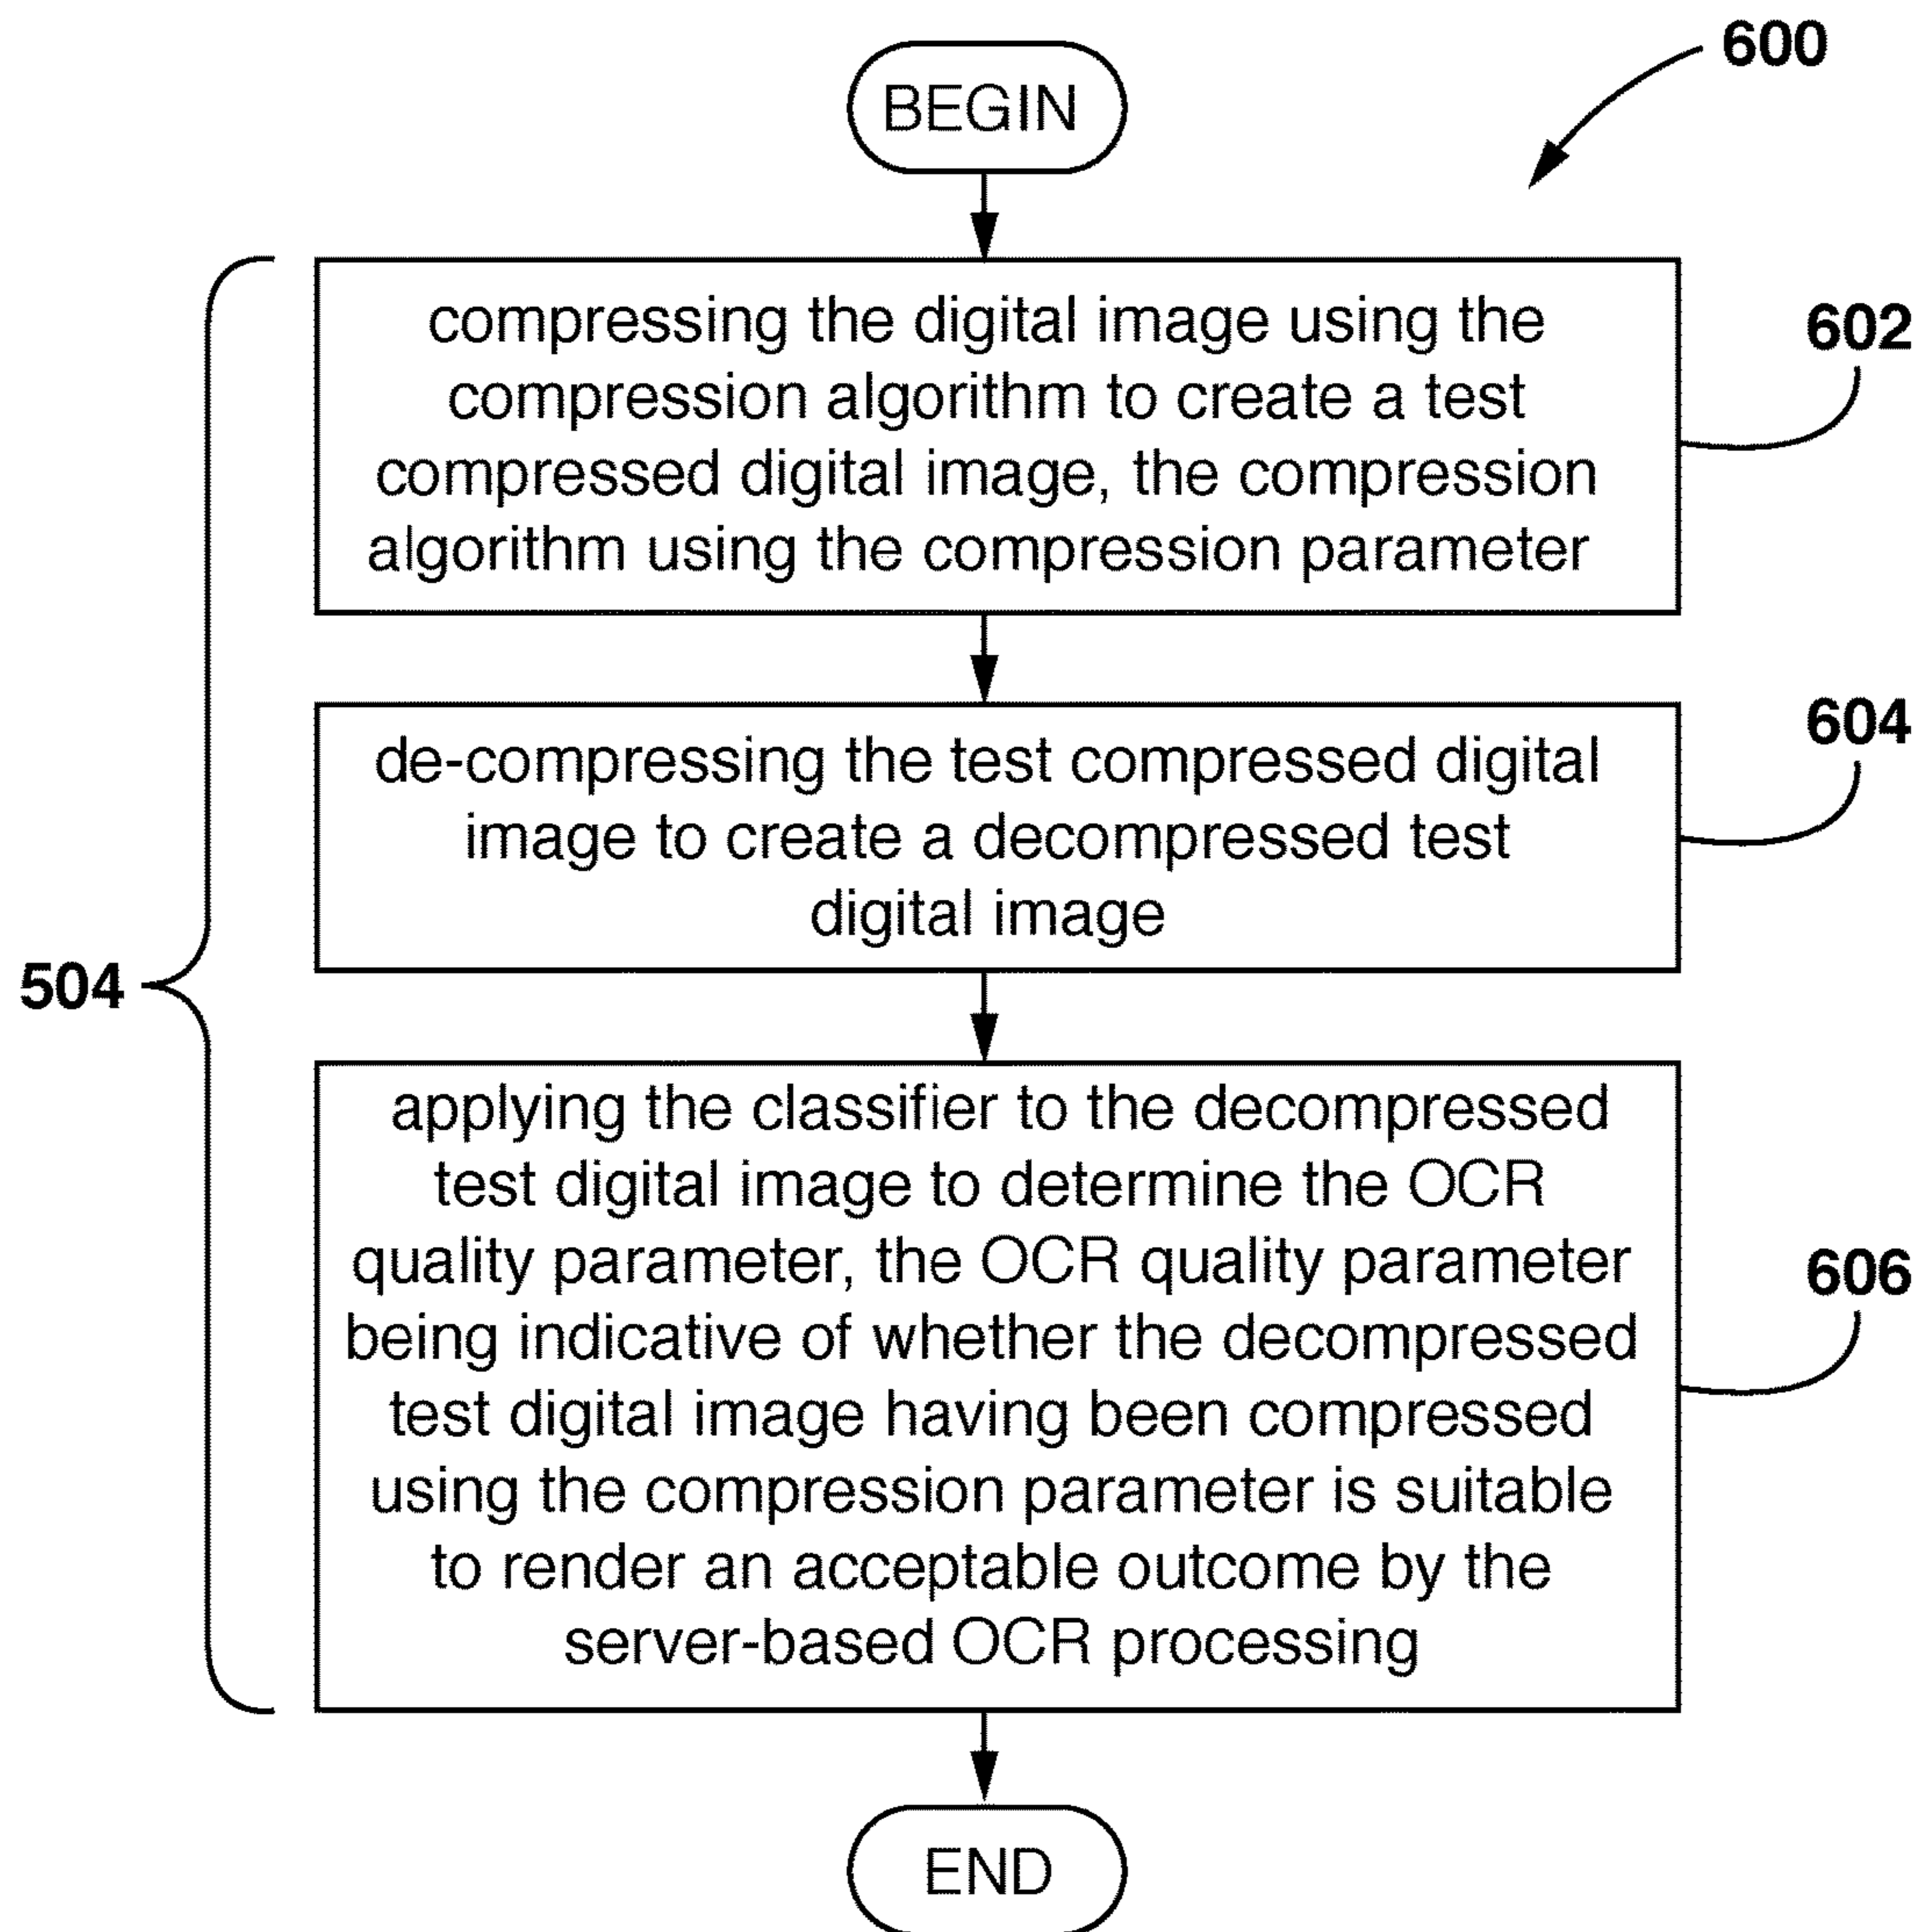 600
BEGIN
602
compressing the digital image using the
compression algorithm to create a test
compressed digital image, the compression
algorithm using the compression parameter
604
de-compressing the test compressed digital
image to create a decompressed test
digital image
504
606
applying the classifier to the decompressed
test digital image to determine the OCR
quality parameter, the OCR quality parameter
being indicative of whether the decompressed
test digital image having been compressed
using the compression parameter is suitable
to render an acceptable outcome by the
server-based OCR processing
END